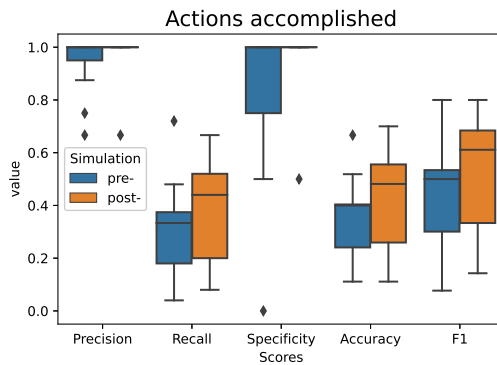 Actions accomplished
value
1.0
0.8
0.6
0.4
0.2
0.0
Simulation
pre-
post-
Precision Recall Specificity Accuracy F1
Scores